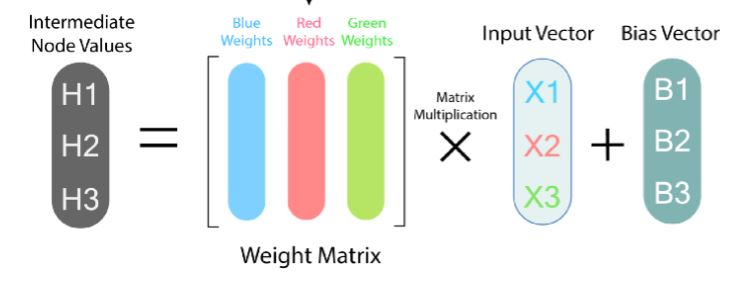 Intermediate
Node Values
H1
H2
H3
=
Blue
Weights
Red
Weights
Green
Weights
Weight Matrix
Matrix
Multiplication
×
Input Vector
X1
X2
X3
+
Bias Vector
B1
B2
B3